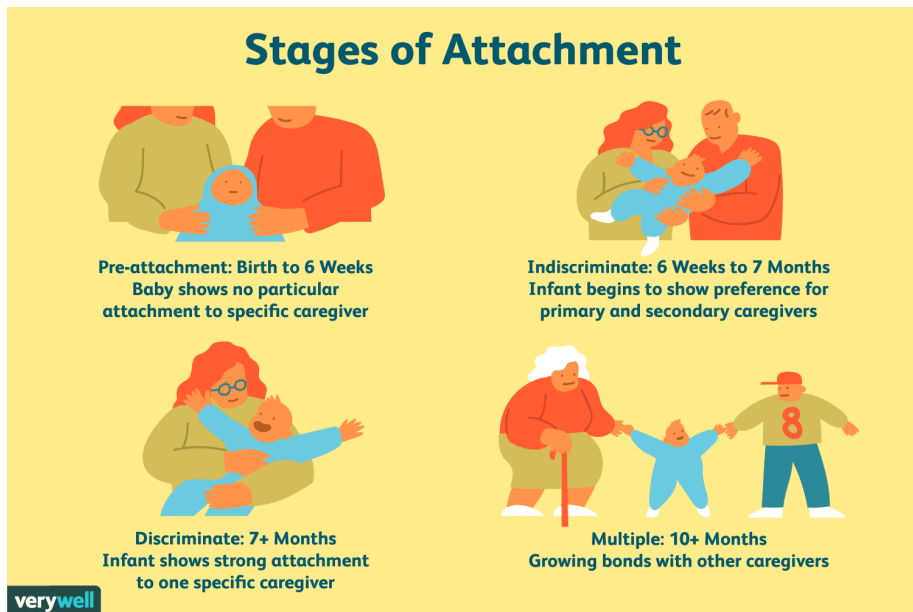 Stages of Attachment
Pre-attachment: Birth to 6 Weeks
Baby shows no particular
attachment to specific caregiver
Indiscriminate: 6 Weeks to 7 Months
Infant begins to show preference for
primary and secondary caregivers
8
Discriminate: 7+ Months
Infant shows strong attachment
to one specific caregiver
Multiple: 10+ Months
Growing bonds with other caregivers
verywell